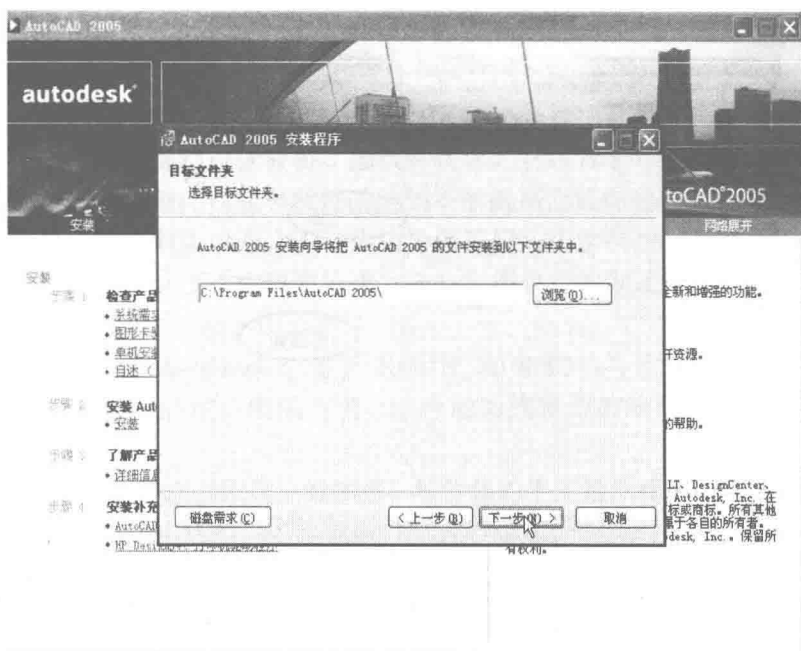 AutoCAD 2005
autodesk
AutoCAD 2005 安装程序
目标文件夹
选择目标文件夹。
toCAD 2005
安装
网络展开
AutoCAD 2005 安装向导将把 AutoCAD 2005 的文件安装到以下文件夹中。
C:\Program Files\AutoCAD 2005\
浏览(O)...
安装
步骤 1 检查产品
• 系统需
• 图形卡
• 单机安
• 自述 (
全新和增强的功能。
开资源。
步骤 2 安装 Aut
• 安装
的帮助。
步骤 3 了解产品
• 详细信息
步骤 4 安装补充
• AutoCAD
LT、DesignCenter、
Autodesk, Inc. 在
标或商标。所有其他
属于各自的所有者。
desk, Inc.。保留所
有权利。
磁盘需求(C)
< 上一步(B)
下一步(N) >
取消